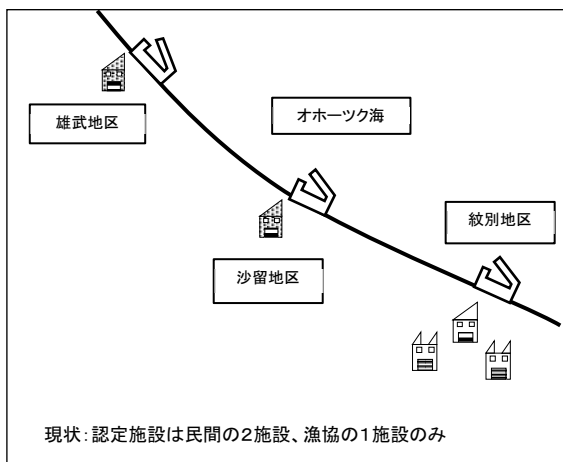 雄武地区
オホーツク海
紋別地区
沙留地区
現状：認定施設は民間の2施設、漁協の1施設のみ